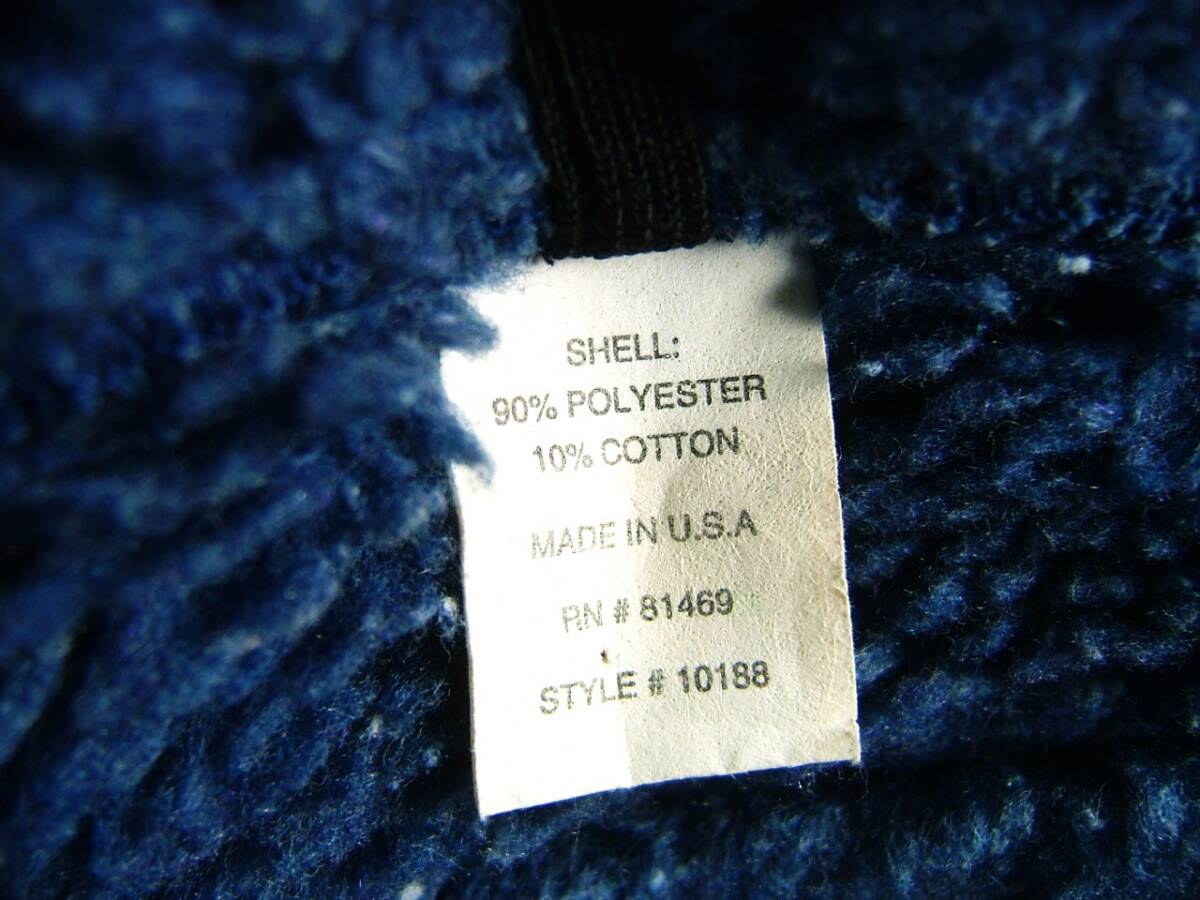 SHELL:
90% POLYESTER
10% COTTON
MADE IN U.S.A
RN # 81469
STYLE # 10188